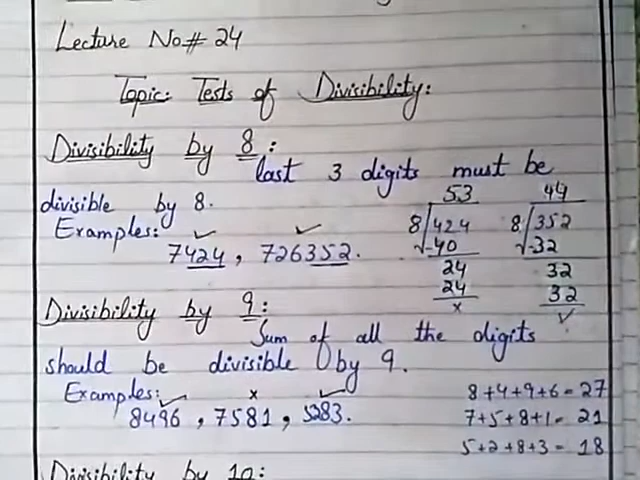 Lecture No# 24
Topic: Tests of Divisibility:
Divisibility by 8:
last 3 digits must be
divisible by 8.
53
8 424
-40
24
24
x
44
8 352
-32
32
32
✓
Examples:
✓ ✓
7424, 726352.
Divisibility by 9:
Sum of all the digits
should be divisible by 9.
Examples:
✓ x ✓
8496, 7581, 5283.
8+4+9+6=27
7+5+8+1=21
5+2+8+3=18
Divisibility by 10: